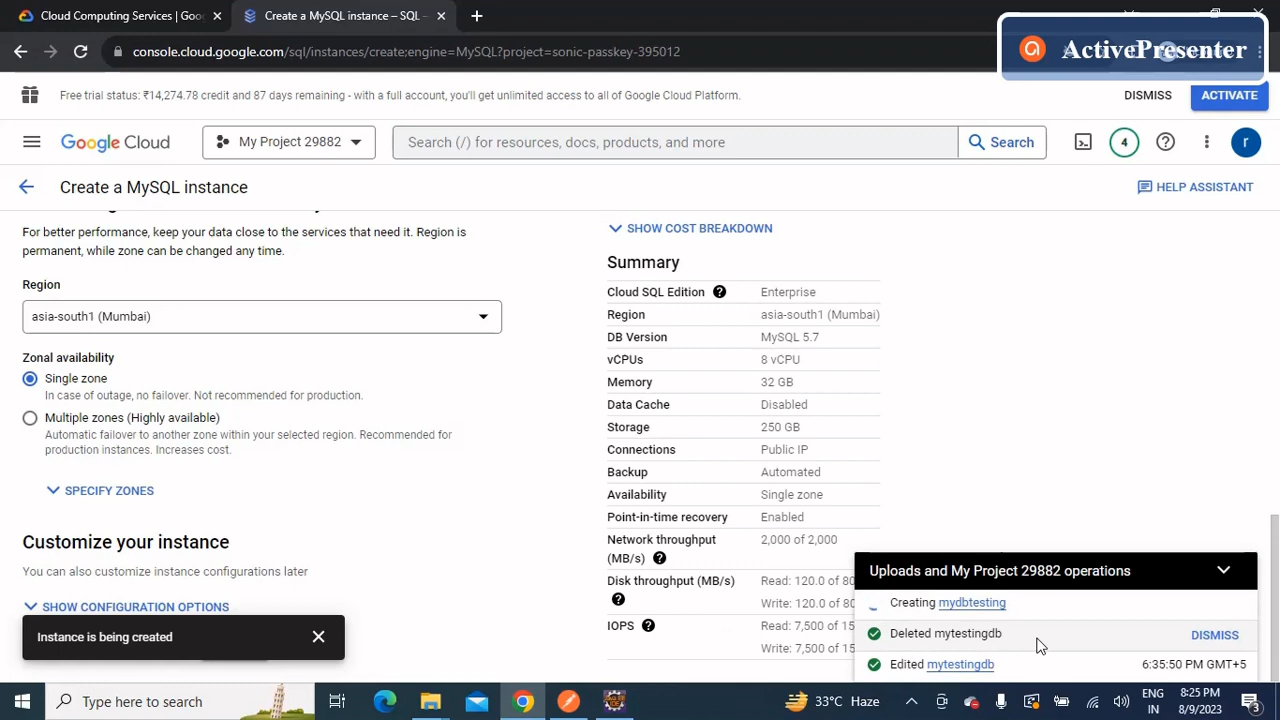 Cloud Computing Services | Goog
Create a MySQL instance – SQL –
console.cloud.google.com/sql/instances/create;engine=MySQL?project=sonic-passkey-395012
ActivePresenter
Free trial status: ₹14,274.78 credit and 87 days remaining - with a full account, you'll get unlimited access to all of Google Cloud Platform.
DISMISS
ACTIVATE
Google Cloud
My Project 29882
Search (/) for resources, docs, products, and more
Search
4
r
Create a MySQL instance
HELP ASSISTANT
For better performance, keep your data close to the services that need it. Region is
permanent, while zone can be changed any time.
Region
asia-south1 (Mumbai)
Zonal availability
Single zone
In case of outage, no failover. Not recommended for production.
Multiple zones (Highly available)
Automatic failover to another zone within your selected region. Recommended for
production instances. Increases cost.
SPECIFY ZONES
Customize your instance
You can also customize instance configurations later
SHOW CONFIGURATION OPTIONS
Instance is being created
SHOW COST BREAKDOWN
Summary
Cloud SQL Edition Enterprise
Region asia-south1 (Mumbai)
DB Version MySQL 5.7
vCPUs 8 vCPU
Memory 32 GB
Data Cache Disabled
Storage 250 GB
Connections Public IP
Backup Automated
Availability Single zone
Point-in-time recovery Enabled
Network throughput 2,000 of 2,000
(MB/s)
Disk throughput (MB/s) Read: 120.0 of 80
Write: 120.0 of 80
IOPS Read: 7,500 of 15
Write: 7,500 of 15
Uploads and My Project 29882 operations
Creating mydbtesting
Deleted mytestingdb DISMISS
Edited mytestingdb 6:35:50 PM GMT+5
Type here to search
33°C Haze
ENG
IN
8:25 PM
8/9/2023
3